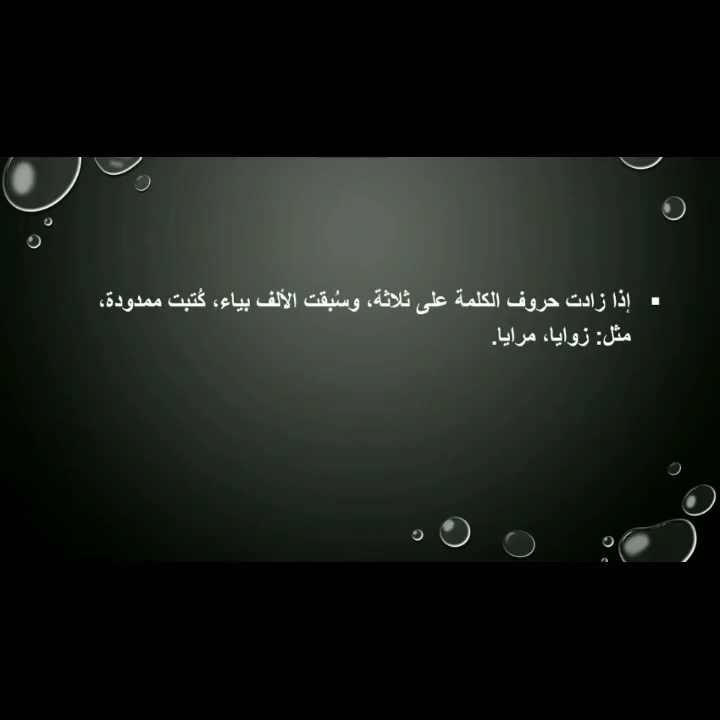 ▪ إذا زادت حروف الكلمة على ثلاثة، وسُبقت الألف بياء، كُتبت ممدودة،
مثل: زوايا، مرايا.